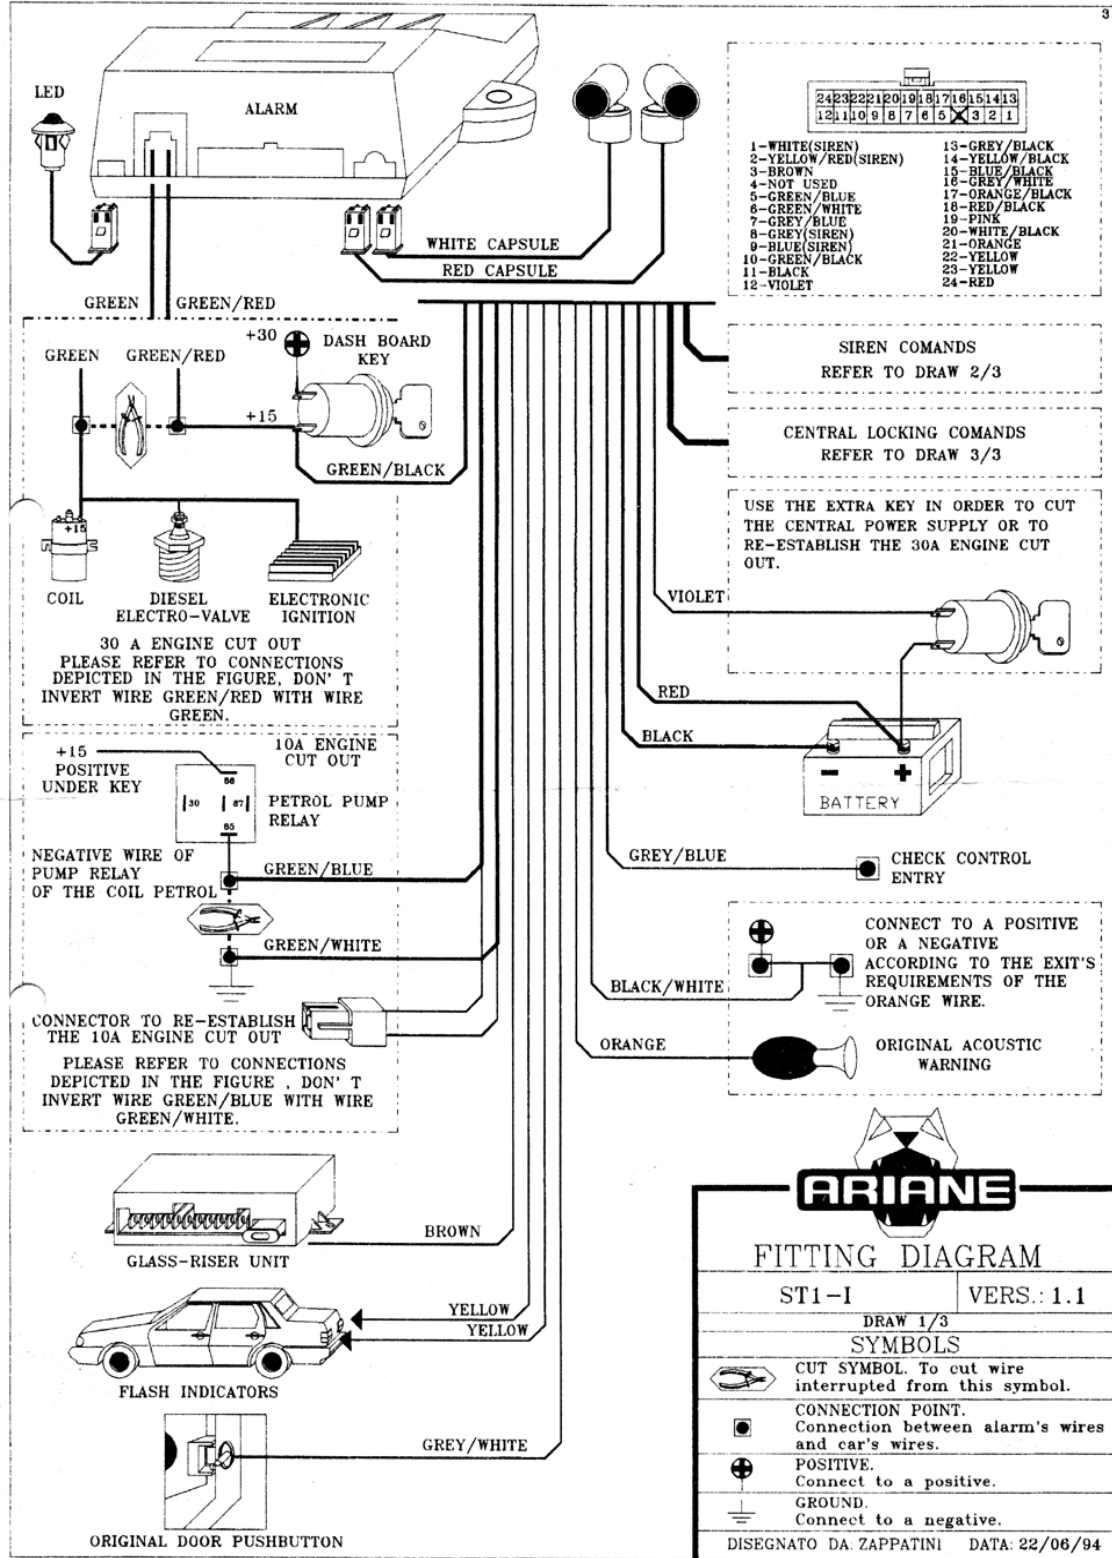 3
LED
ALARM
WHITE CAPSULE
RED CAPSULE
GREEN
GREEN/RED
24 23 22 21 20 19 18 17 16 15 14 13
12 11 10 9 8 7 6 5 3 2 1
1-WHITE(SIREN)
2-YELLOW/RED(SIREN)
3-BROWN
4-NOT USED
5-GREEN/BLUE
6-GREEN/WHITE
7-GREY/BLUE
8-GREY(SIREN)
9-BLUE(SIREN)
10-GREEN/BLACK
11-BLACK
12-VIOLET
13-GREY/BLACK
14-YELLOW/BLACK
15-BLUE/BLACK
16-GREY/WHITE
17-ORANGE/BLACK
18-RED/BLACK
19-PINK
20-WHITE/BLACK
21-ORANGE
22-YELLOW
23-YELLOW
24-RED
GREEN
GREEN/RED
+30
DASH BOARD
KEY
+15
GREEN/BLACK
+15
COIL
DIESEL
ELECTRO-VALVE
ELECTRONIC
IGNITION
30 A ENGINE CUT OUT
PLEASE REFER TO CONNECTIONS
DEPICTED IN THE FIGURE, DON' T
INVERT WIRE GREEN/RED WITH WIRE
GREEN.
SIREN COMANDS
REFER TO DRAW 2/3
CENTRAL LOCKING COMANDS
REFER TO DRAW 3/3
USE THE EXTRA KEY IN ORDER TO CUT
THE CENTRAL POWER SUPPLY OR TO
RE-ESTABLISH THE 30A ENGINE CUT
OUT.
VIOLET
RED
BLACK
- +
BATTERY
+15
POSITIVE
UNDER KEY
10A ENGINE
CUT OUT
86
30
87
85
PETROL PUMP
RELAY
NEGATIVE WIRE OF
PUMP RELAY
OF THE COIL PETROL
GREEN/BLUE
GREEN/WHITE
CONNECTOR TO RE-ESTABLISH
THE 10A ENGINE CUT OUT
PLEASE REFER TO CONNECTIONS
DEPICTED IN THE FIGURE , DON' T
INVERT WIRE GREEN/BLUE WITH WIRE
GREEN/WHITE.
GREY/BLUE
CHECK CONTROL
ENTRY
CONNECT TO A POSITIVE
OR A NEGATIVE
ACCORDING TO THE EXIT'S
REQUIREMENTS OF THE
ORANGE WIRE.
BLACK/WHITE
ORANGE
ORIGINAL ACOUSTIC
WARNING
BROWN
GLASS-RISER UNIT
YELLOW
YELLOW
FLASH INDICATORS
GREY/WHITE
ORIGINAL DOOR PUSHBUTTON
ARIANE
FITTING DIAGRAM
ST1-I
VERS.: 1.1
DRAW 1/3
SYMBOLS
CUT SYMBOL. To cut wire
interrupted from this symbol.
CONNECTION POINT.
Connection between alarm's wires
and car's wires.
POSITIVE.
Connect to a positive.
GROUND.
Connect to a negative.
DISEGNATO DA: ZAPPATINI DATA: 22/06/94